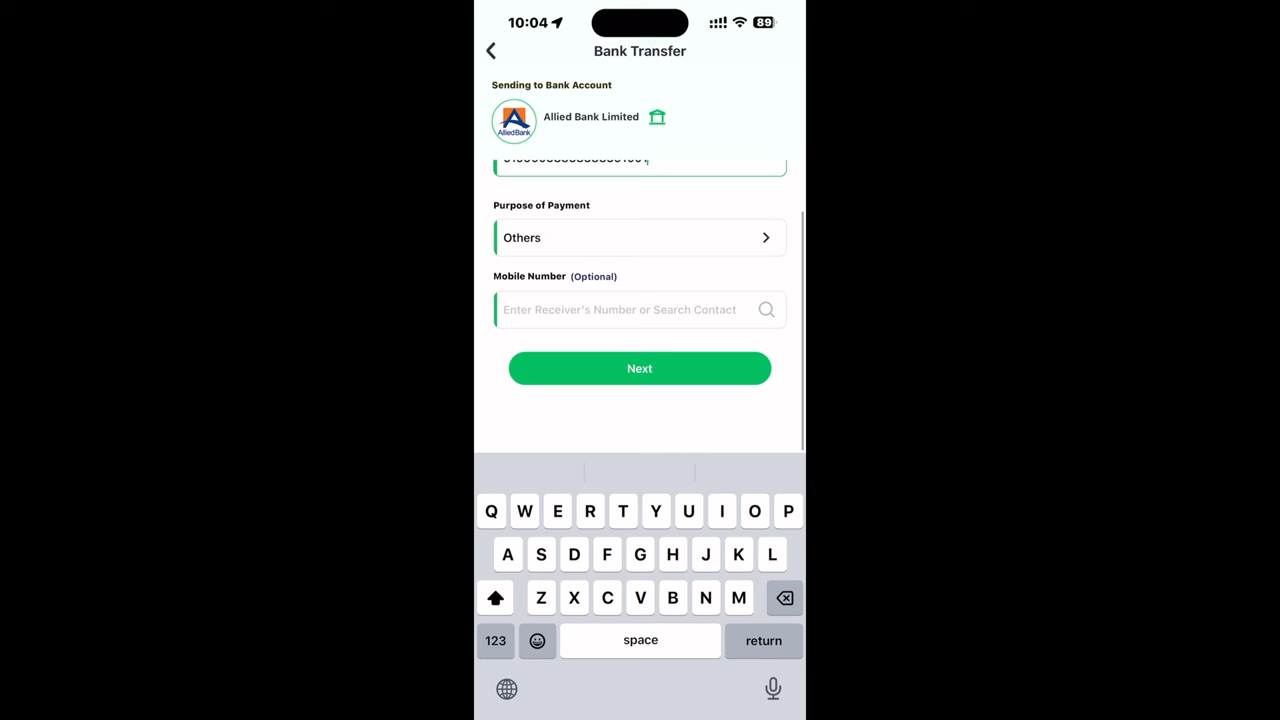 10:04
89
Bank Transfer
Sending to Bank Account
Allied Bank Limited
AlliedBank
Purpose of Payment
Others
Mobile Number (Optional)
Enter Receiver's Number or Search Contact
Next
Q W E R T Y U I O P
A S D F G H J K L
Z X C V B N M
123 space return